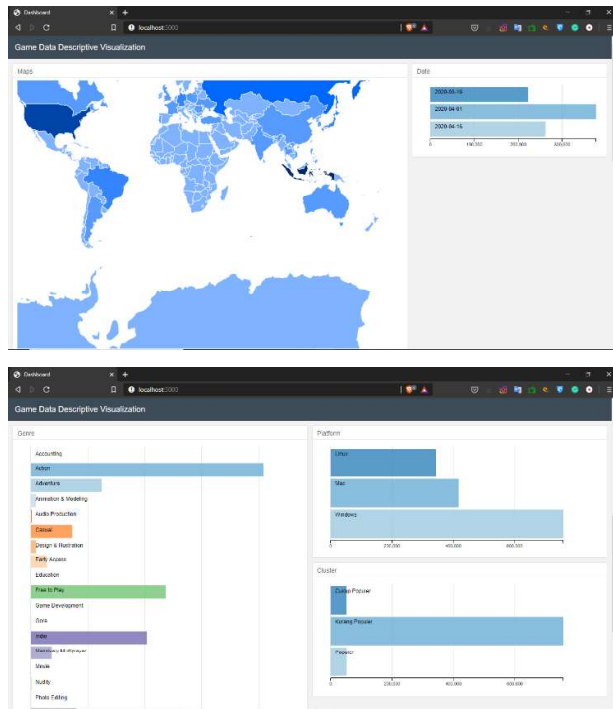 Dashboard
localhost:3000
Game Data Descriptive Visualization
Maps
Date
2020-03-16
2020-04-01
2020-04-16
0 100,000 200,000 300,000
Dashboard
localhost:3000
Game Data Descriptive Visualization
Genre
Accounting
Action
Adventure
Animation & Modeling
Audio Production
Casual
Design & Illustration
Early Access
Education
Free to Play
Game Development
Gore
Indie
Massively Multiplayer
Movie
Nudity
Photo Editing
Platform
Linux
Mac
Windows
0 200,000 400,000 600,000
Cluster
Cukup Populer
Kurang Populer
Populer
0 200,000 400,000 600,000